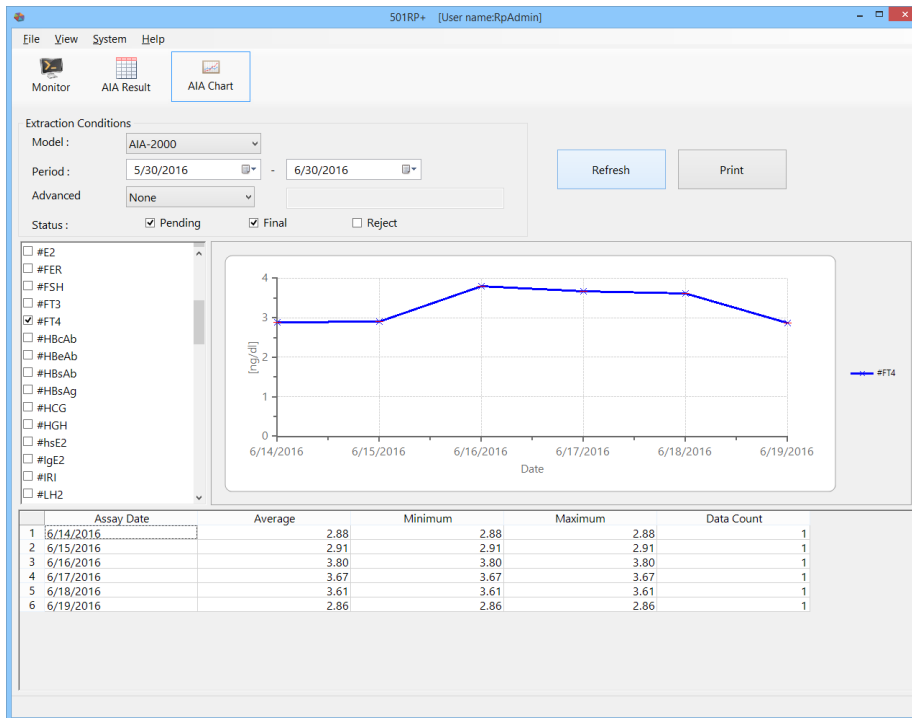 501RP+ [User name:RpAdmin]
File View System Help
Monitor AIA Result AIA Chart
Extraction Conditions
Model : AIA-2000
Period : 5/30/2016 - 6/30/2016
Refresh Print
Advanced None
Status : Pending Final Reject
#E2
#FER
#FSH
#FT3
#FT4
#HBcAb
#HBeAb
#HBsAb
#HBsAg
#HCG
#HGH
#hsE2
#IgE2
#IRI
#LH2
4
3
2
1
0
[ng/dl]
6/14/2016 6/15/2016 6/16/2016 6/17/2016 6/18/2016 6/19/2016
Date
#FT4
Assay Date Average Minimum Maximum Data Count
1 6/14/2016 2.88 2.88 2.88 1
2 6/15/2016 2.91 2.91 2.91 1
3 6/16/2016 3.80 3.80 3.80 1
4 6/17/2016 3.67 3.67 3.67 1
5 6/18/2016 3.61 3.61 3.61 1
6 6/19/2016 2.86 2.86 2.86 1